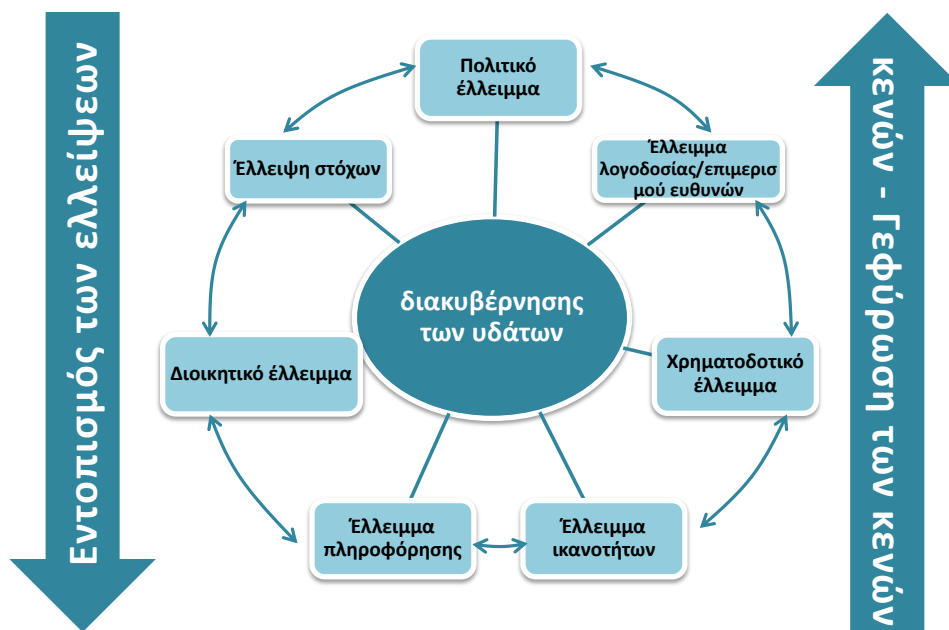 Εντοπισμός των ελλείψεων
Πολιτικό
έλλειμμα
Έλλειψη στόχων
Έλλειμμα
λογοδοσίας/επιμερισ
μού ευθυνών
διακυβέρνησης
των υδάτων
Διοικητικό έλλειμμα
Χρηματοδοτικό
έλλειμμα
Έλλειμμα
πληροφόρησης
Έλλειμμα
ικανοτήτων
κενών - Γεφύρωση των κενών